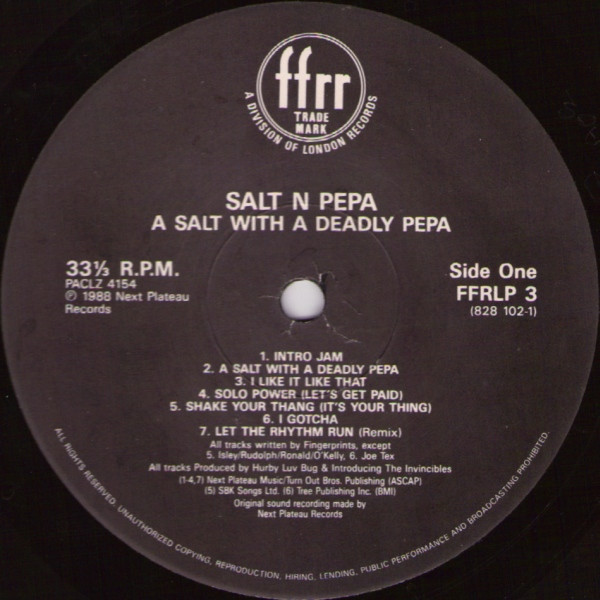 ffrr
TRADE
MARK
A DIVISION OF LONDON RECORDS
SALT N PEPA
A SALT WITH A DEADLY PEPA
33⅓ R.P.M.
PACLZ 4154
℗ 1988 Next Plateau
Records
Side One
FFRLP 3
(828 102-1)
1. INTRO JAM
2. A SALT WITH A DEADLY PEPA
3. I LIKE IT LIKE THAT
4. SOLO POWER (LET'S GET PAID)
5. SHAKE YOUR THANG (IT'S YOUR THING)
6. I GOTCHA
7. LET THE RHYTHM RUN (Remix)
All tracks written by Fingerprints, except
5. Isley/Rudolph/Ronald/O'Kelly, 6. Joe Tex
All tracks Produced by Hurby Luv Bug & Introducing The Invincibles
(1-4,7) Next Plateau Music/Turn Out Bros. Publishing (ASCAP)
(5) SBK Songs Ltd. (6) Tree Publishing Inc. (BMI)
Original sound recording made by
Next Plateau Records
ALL RIGHTS RESERVED. UNAUTHORIZED COPYING, REPRODUCTION, HIRING, LENDING, PUBLIC PERFORMANCE AND BROADCASTING PROHIBITED.